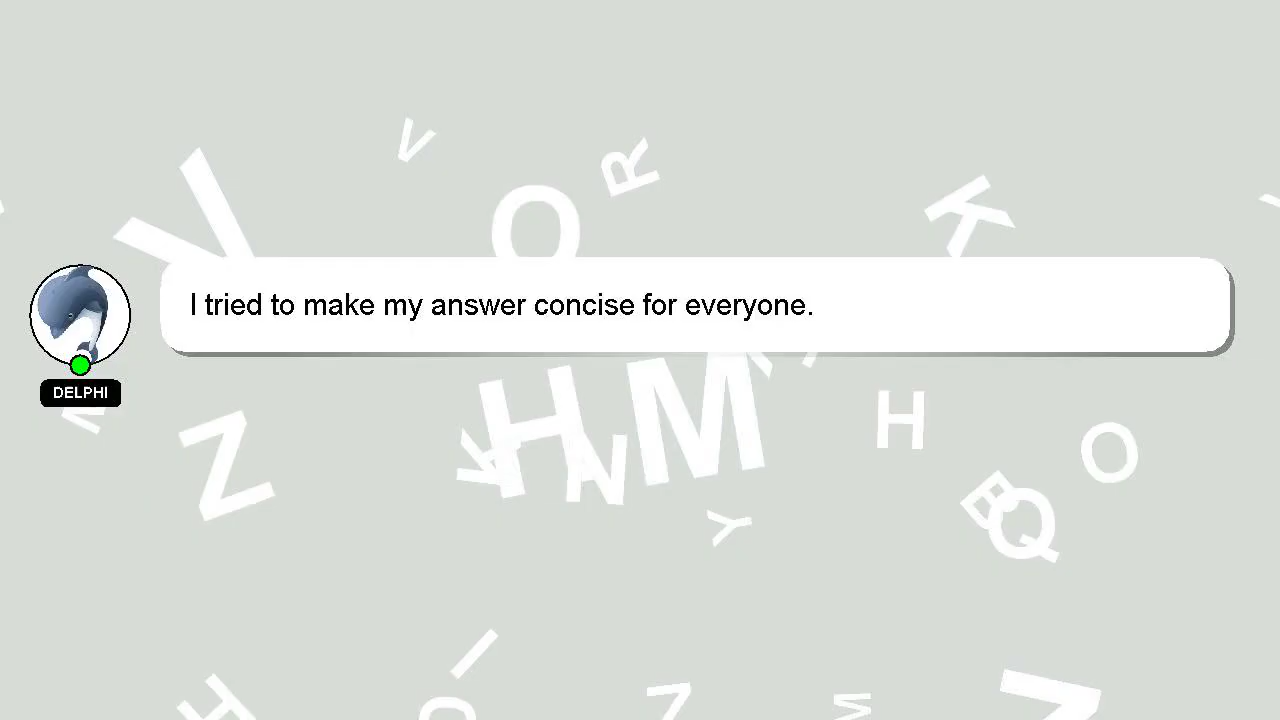 I tried to make my answer concise for everyone.
DELPHI
V
V
R
O
K
N
Z
H
M
K
N
H
O
B
Q
Y
I
H
O
Z
M